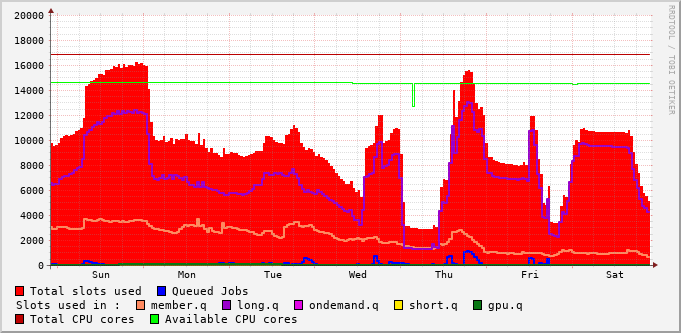 RRDTOOL / TOBI OETIKER
20000
18000
16000
14000
12000
10000
8000
6000
4000
2000
0
Sun Mon Tue Wed Thu Fri Sat
Total slots used Queued Jobs
Slots used in : member.q long.q ondemand.q short.q gpu.q
Total CPU cores Available CPU cores